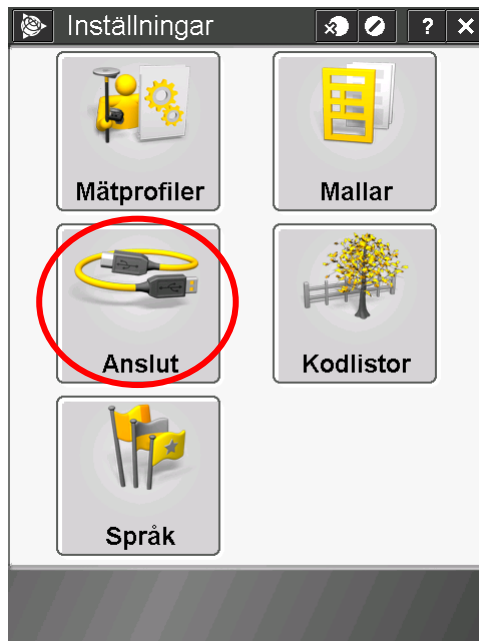 Inställningar ? ×
Mätprofiler Mallar
Anslut Kodlistor
Språk